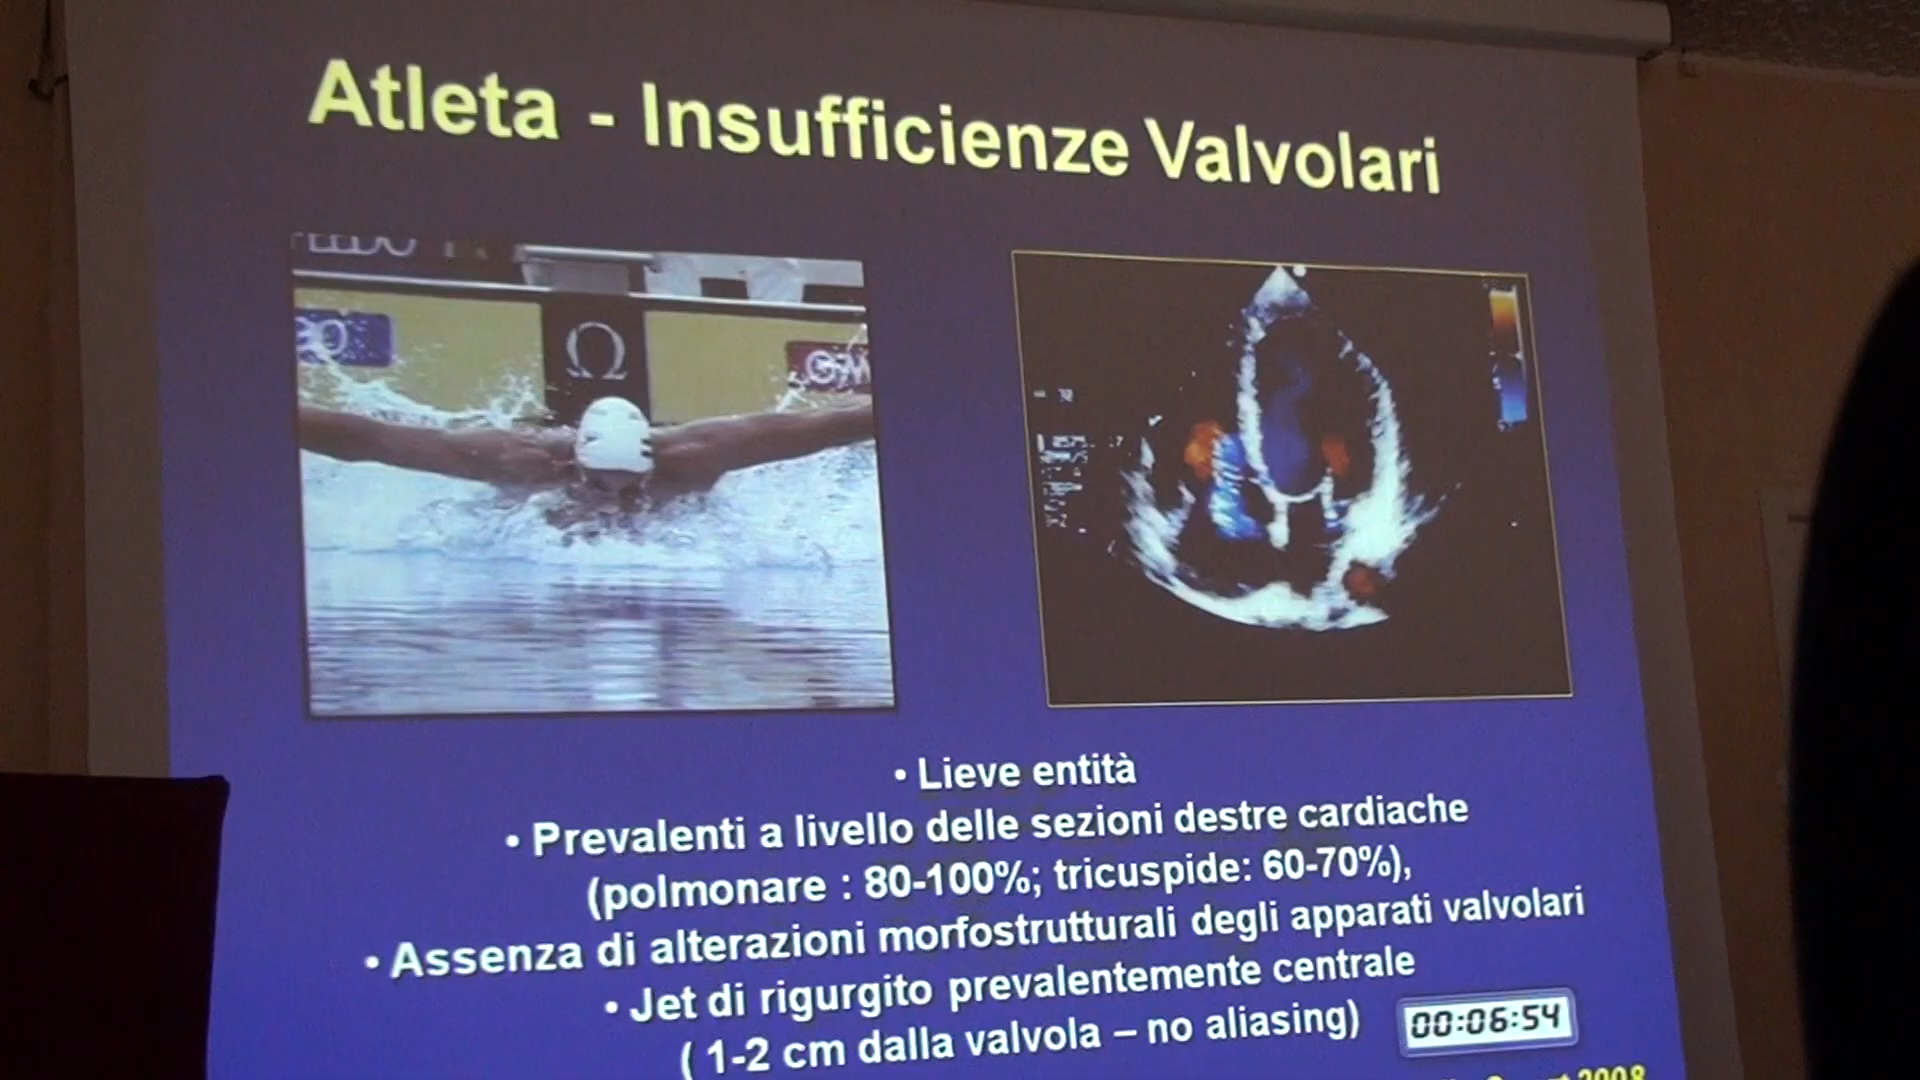 Atleta - Insufficienze Valvolari
Ω
• Lieve entità
• Prevalenti a livello delle sezioni destre cardiache
(polmonare : 80-100%; tricuspide: 60-70%),
• Assenza di alterazioni morfostrutturali degli apparati valvolari
• Jet di rigurgito prevalentemente centrale
( 1-2 cm dalla valvola – no aliasing)
00:06:54
2008